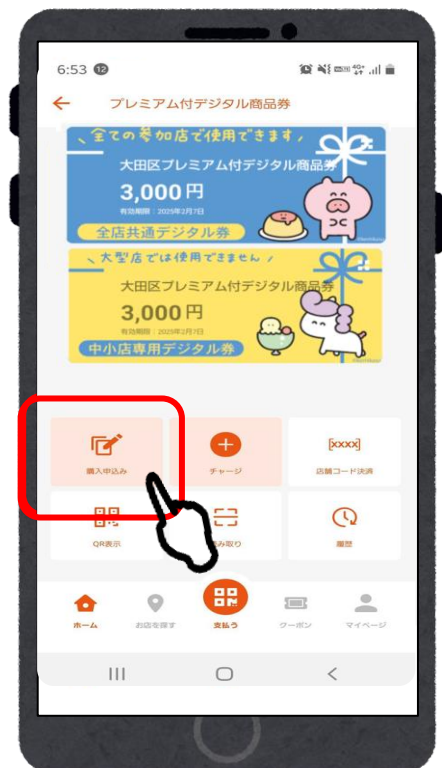 6:53 12
4G+
プレミアム付デジタル商品券
全ての参加店で使用できます
大田区プレミアム付デジタル商品券
3,000円
有効期限：2025年2月7日
全店共通デジタル券
大型店では使用できません
大田区プレミアム付デジタル商品券
3,000円
有効期限：2025年2月7日
中小店専用デジタル券
[xxxx]
購入申込み
チャージ
店舗コード決済
QR表示
み取り
履歴
ホーム
お店を探す
支払う
クーポン
マイページ